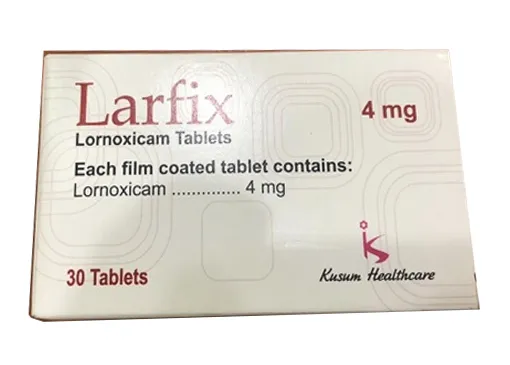 Larfix
4 mg
Lornoxicam Tablets
Each film coated tablet contains:
Lornoxicam .............. 4 mg
30 Tablets
Kusum Healthcare